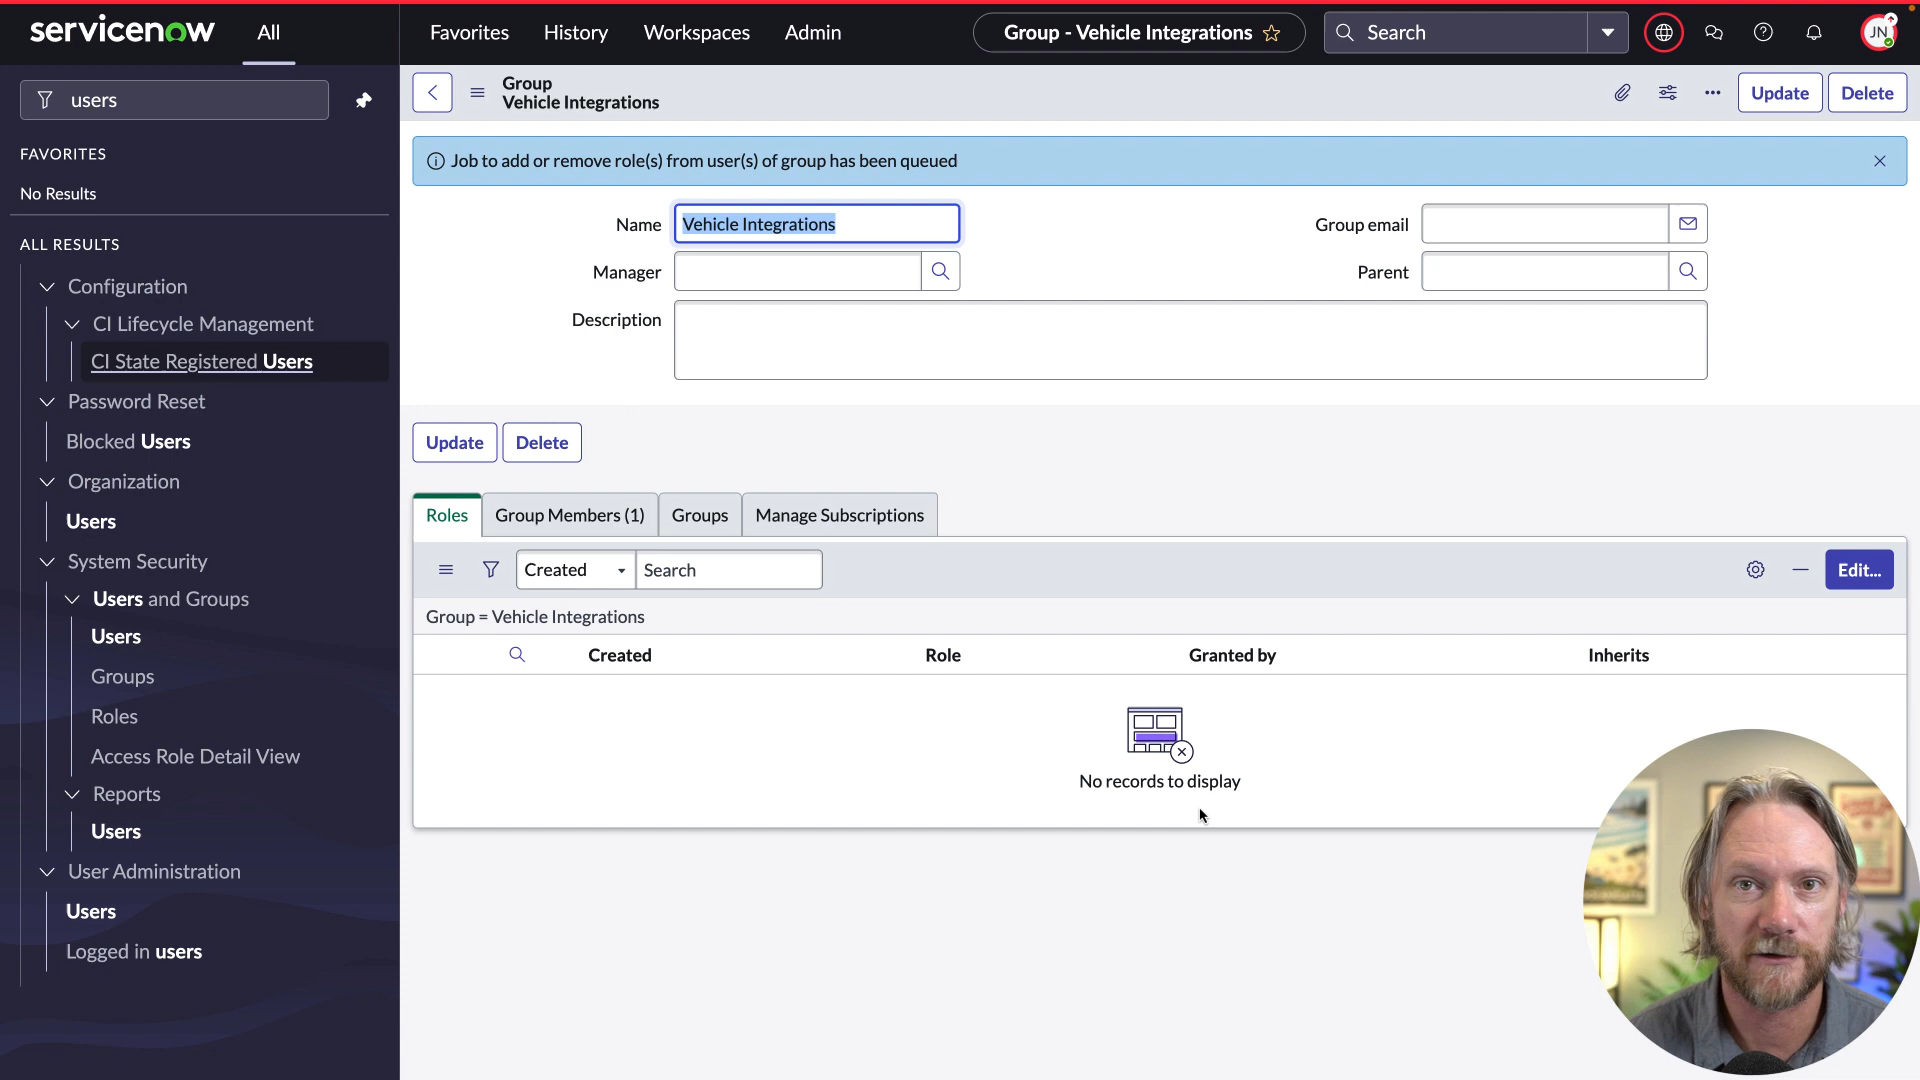 servicenow
All
Favorites
History
Workspaces
Admin
Group - Vehicle Integrations
Search
JN
users
FAVORITES
No Results
ALL RESULTS
Configuration
CI Lifecycle Management
CI State Registered Users
Password Reset
Blocked Users
Organization
Users
System Security
Users and Groups
Users
Groups
Roles
Access Role Detail View
Reports
Users
User Administration
Users
Logged in users
Group
Vehicle Integrations
Update
Delete
Job to add or remove role(s) from user(s) of group has been queued
Name
Vehicle Integrations
Group email
Manager
Parent
Description
Update
Delete
Roles
Group Members (1)
Groups
Manage Subscriptions
Created
Search
Edit...
Group = Vehicle Integrations
Created
Role
Granted by
Inherits
No records to display